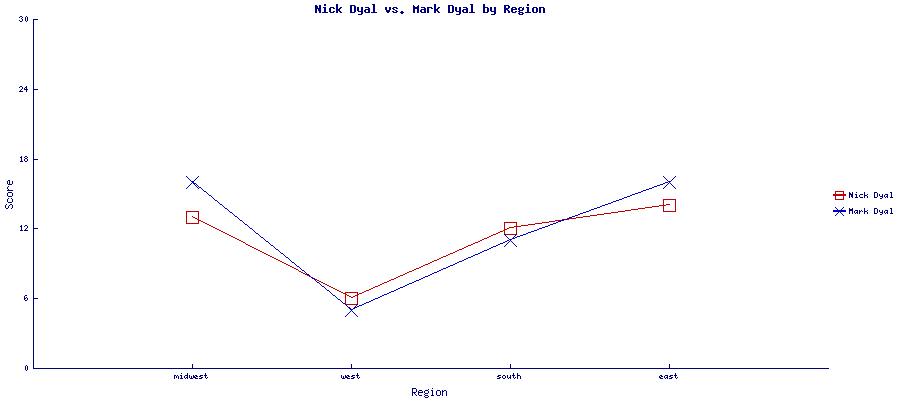 Nick Dyal vs. Mark Dyal by Region
30
24
18
12
6
0
Score
midwest west south east
Region
Nick Dyal
Mark Dyal